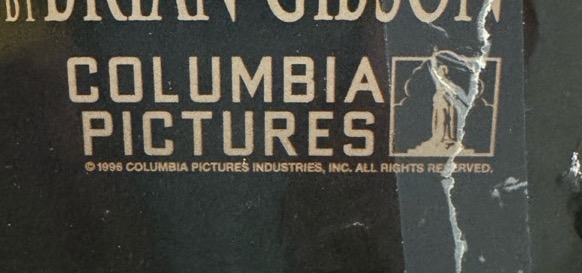 BY BRIAN GIBSON
COLUMBIA
PICTURES
© 1996 COLUMBIA PICTURES INDUSTRIES, INC. ALL RIGHTS RESERVED.